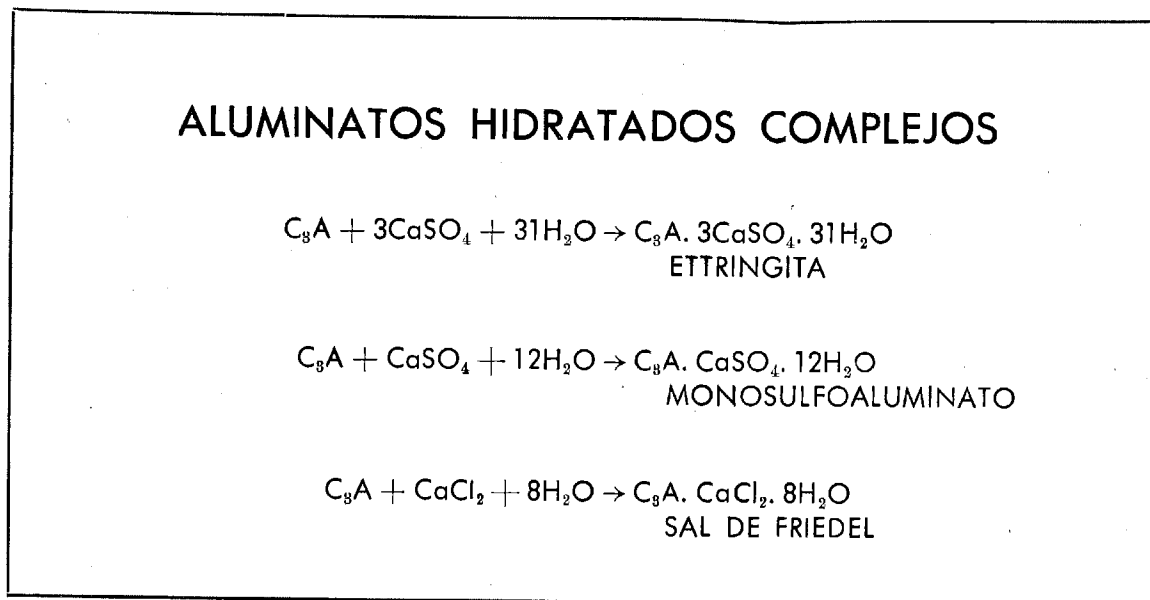 ALUMINATOS HIDRATADOS COMPLEJOS
C₃A + 3CaSO₄ + 31H₂O → C₃A. 3CaSO₄. 31H₂O
ETTRINGITA
C₃A + CaSO₄ + 12H₂O → C₃A. CaSO₄. 12H₂O
MONOSULFOALUMINATO
C₃A + CaCl₂ + 8H₂O → C₃A. CaCl₂. 8H₂O
SAL DE FRIEDEL